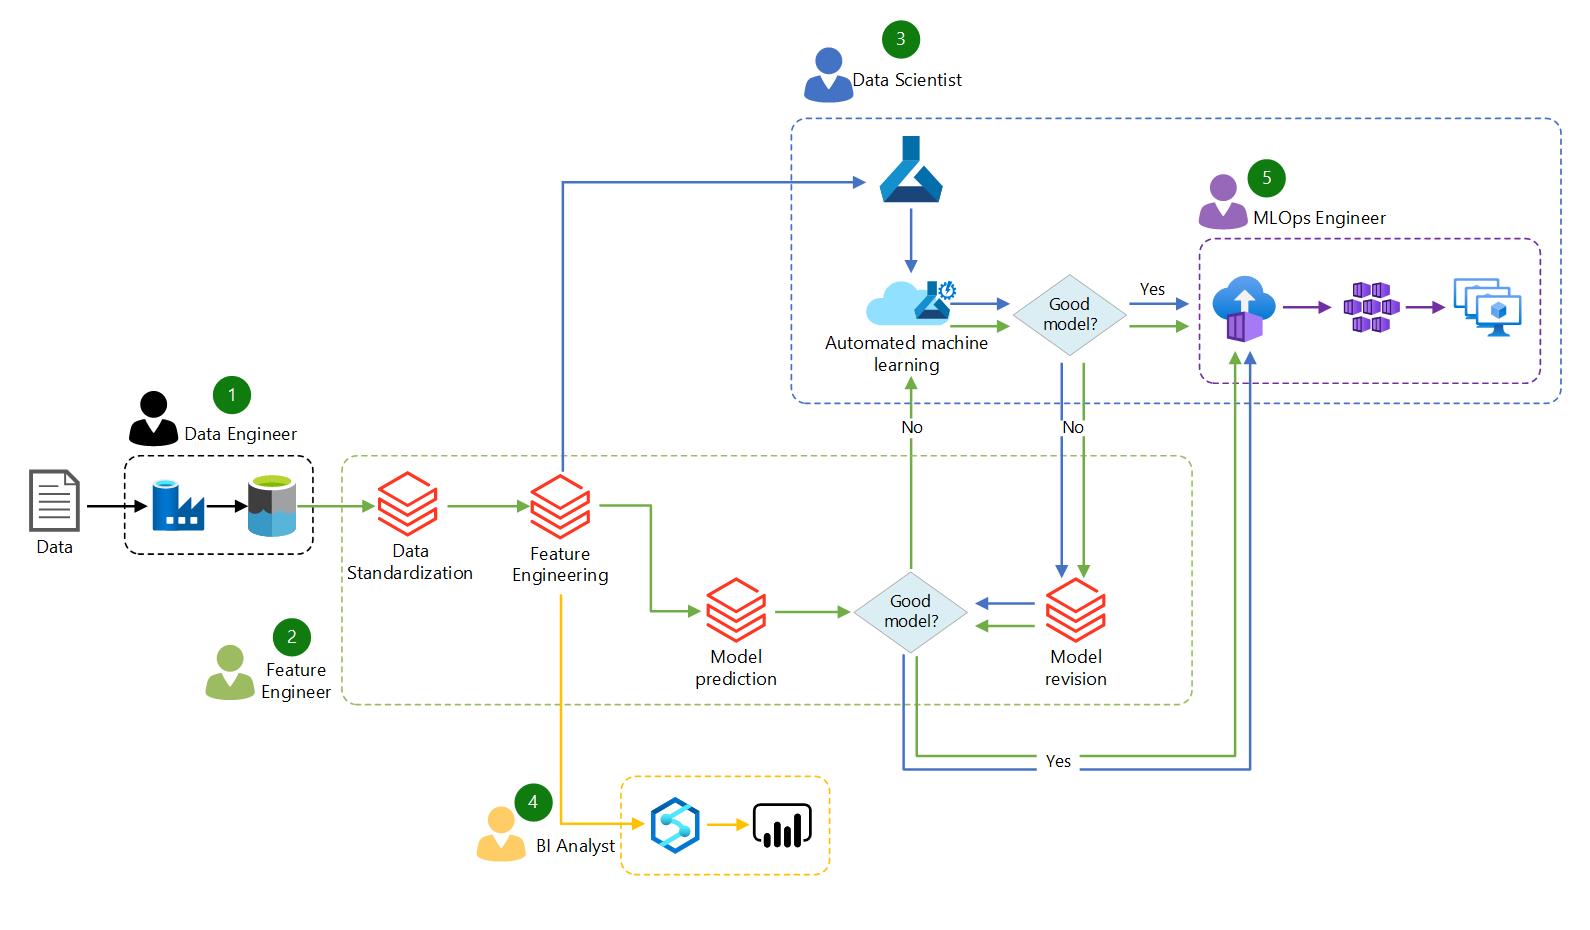 3
Data Scientist
5
MLOps Engineer
Good
model?
Yes
Automated machine
learning
1
Data Engineer
No
No
Data
Data
Standardization
Feature
Engineering
Good
model?
2
Feature
Engineer
Model
prediction
Model
revision
Yes
4
BI Analyst